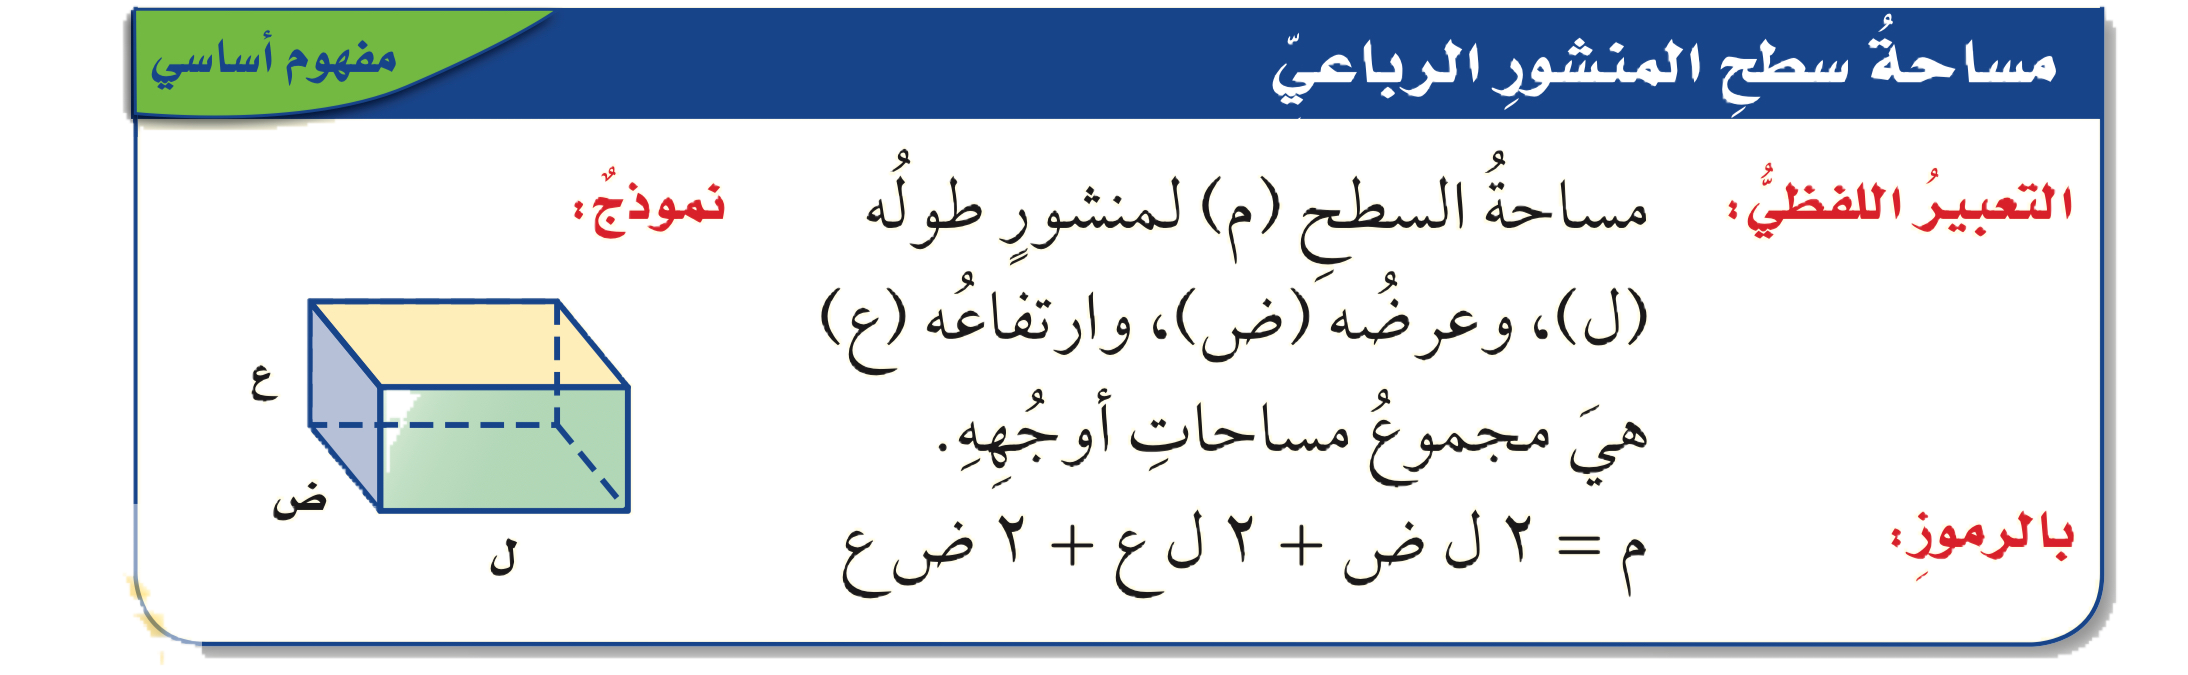 مساحةُ سطحِ المنشورِ الرباعيّ
مفهوم أساسي
التعبيرُ اللفظيُّ:
مساحةُ السطحِ (م) لمنشورٍ طولُه
(ل)، وعرضُه (ض)، وارتفاعُه (ع)
هيَ مجموعُ مساحاتِ أوجُهِهِ.
بالرموزِ:
م = ٢ ل ض + ٢ ل ع + ٢ ض ع
نموذجٌ:
ع
ض
ل